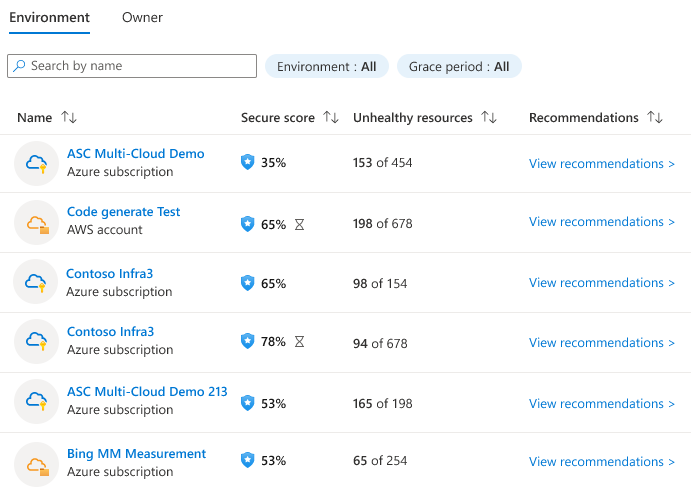 Environment Owner
Search by name Environment : All Grace period : All
Name Secure score Unhealthy resources Recommendations
ASC Multi-Cloud Demo
Azure subscription 35% 153 of 454 View recommendations >
Code generate Test
AWS account 65% 198 of 678 View recommendations >
Contoso Infra3
Azure subscription 65% 98 of 154 View recommendations >
Contoso Infra3
Azure subscription 78% 94 of 678 View recommendations >
ASC Multi-Cloud Demo 213
Azure subscription 53% 165 of 198 View recommendations >
Bing MM Measurement
Azure subscription 53% 65 of 254 View recommendations >